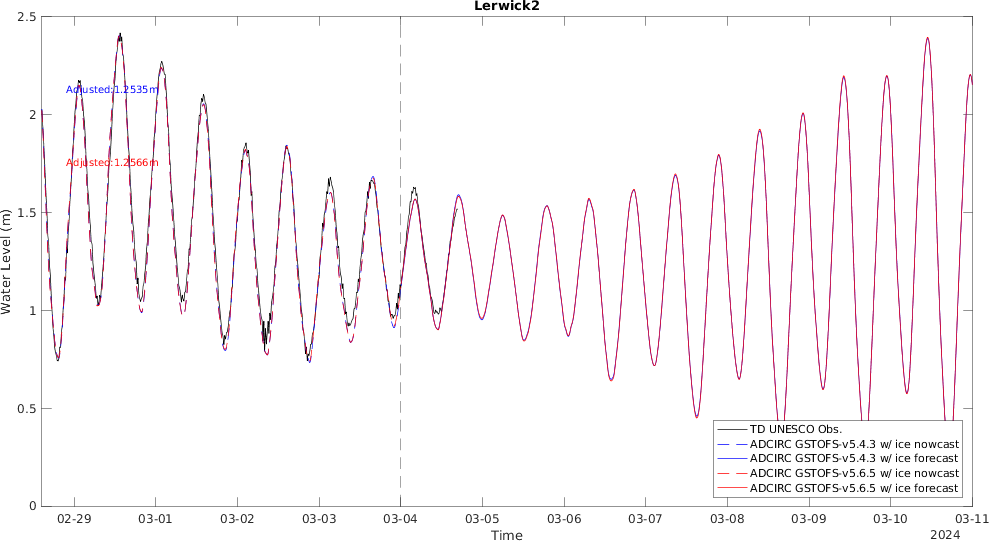 Lerwick2
2.5
2
1.5
1
0.5
0
Water Level (m)
Adjusted:1.2535m
Adjusted:1.2566m
TD UNESCO Obs.
ADCIRC GSTOFS-v5.4.3 w/ ice nowcast
ADCIRC GSTOFS-v5.4.3 w/ ice forecast
ADCIRC GSTOFS-v5.6.5 w/ ice nowcast
ADCIRC GSTOFS-v5.6.5 w/ ice forecast
02-29 03-01 03-02 03-03 03-04 03-05 03-06 03-07 03-08 03-09 03-10 03-11
Time
2024